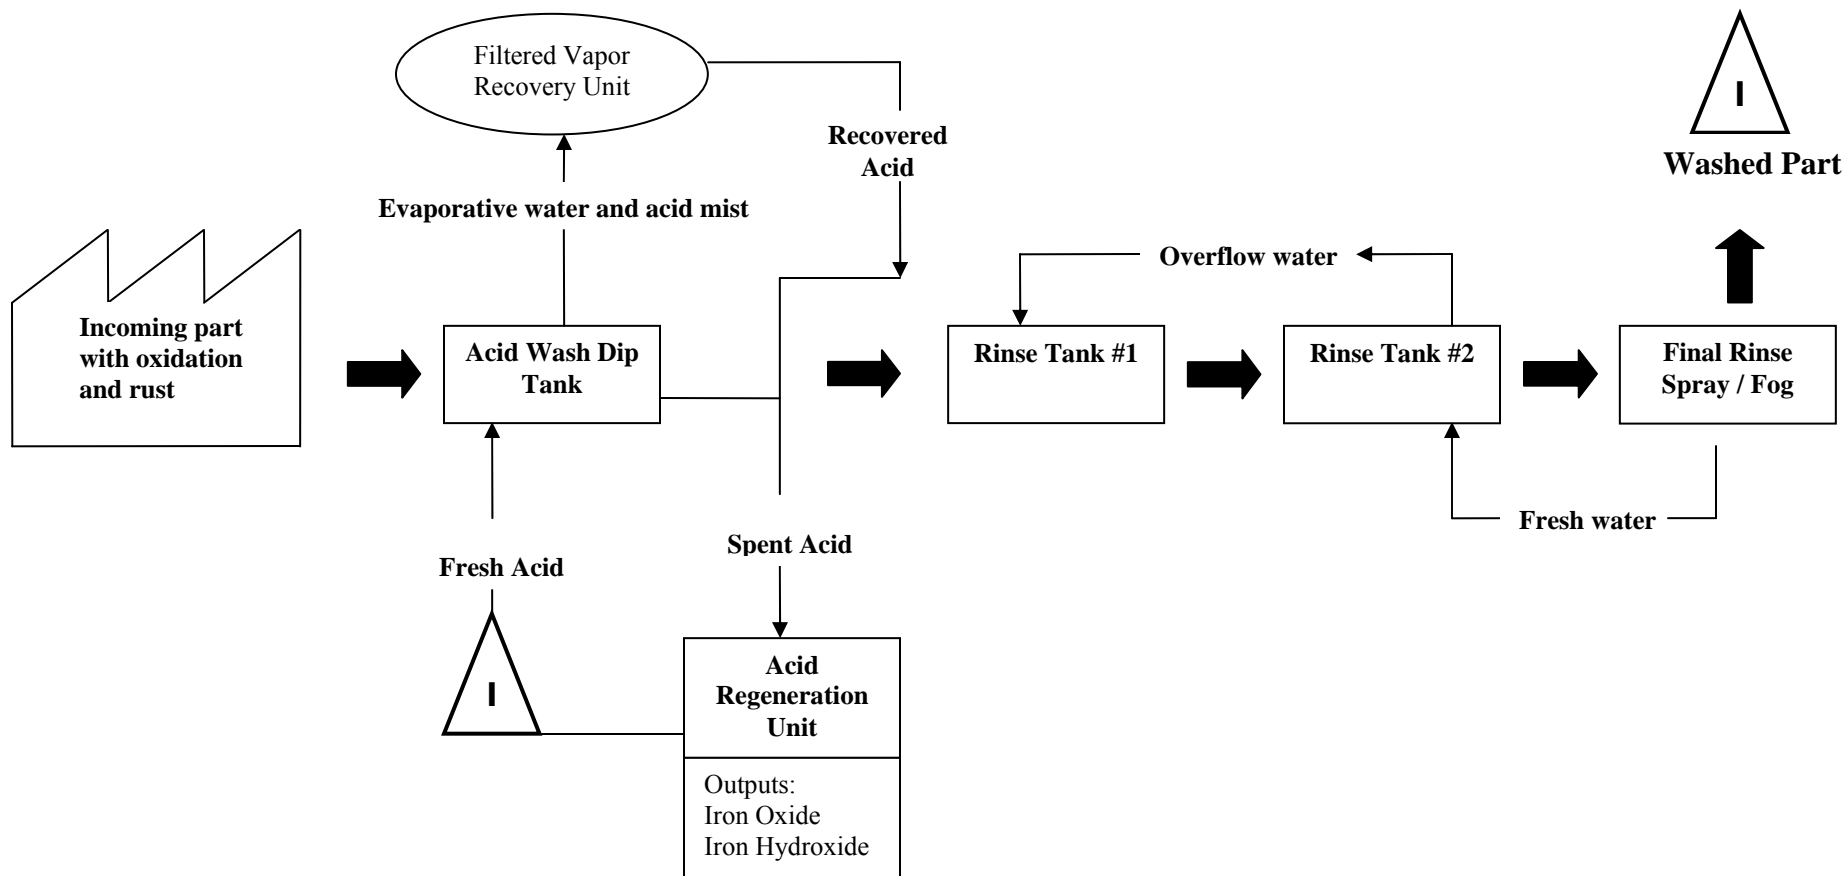 Filtered Vapor
Recovery Unit
Recovered
Acid
I
Washed Part
Evaporative water and acid mist
Overflow water
Incoming part
with oxidation
and rust
Acid Wash Dip
Tank
Rinse Tank #1
Rinse Tank #2
Final Rinse
Spray / Fog
Fresh water
Fresh Acid
Spent Acid
I
Acid
Regeneration
Unit
Outputs:
Iron Oxide
Iron Hydroxide